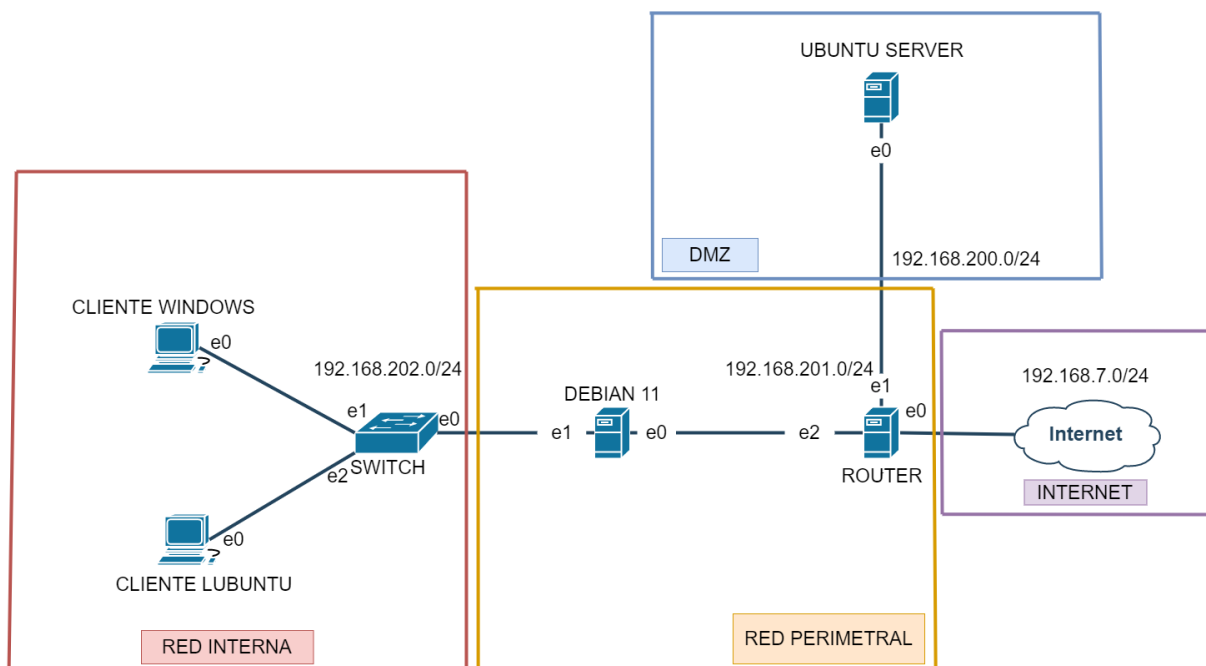 UBUNTU SERVER
e0
DMZ
192.168.200.0/24
CLIENTE WINDOWS
e0
192.168.202.0/24
e1
e0
SWITCH
e2
e0
CLIENTE LUBUNTU
RED INTERNA
DEBIAN 11
e1
e0
192.168.201.0/24
e1
e2
e0
ROUTER
RED PERIMETRAL
192.168.7.0/24
Internet
INTERNET